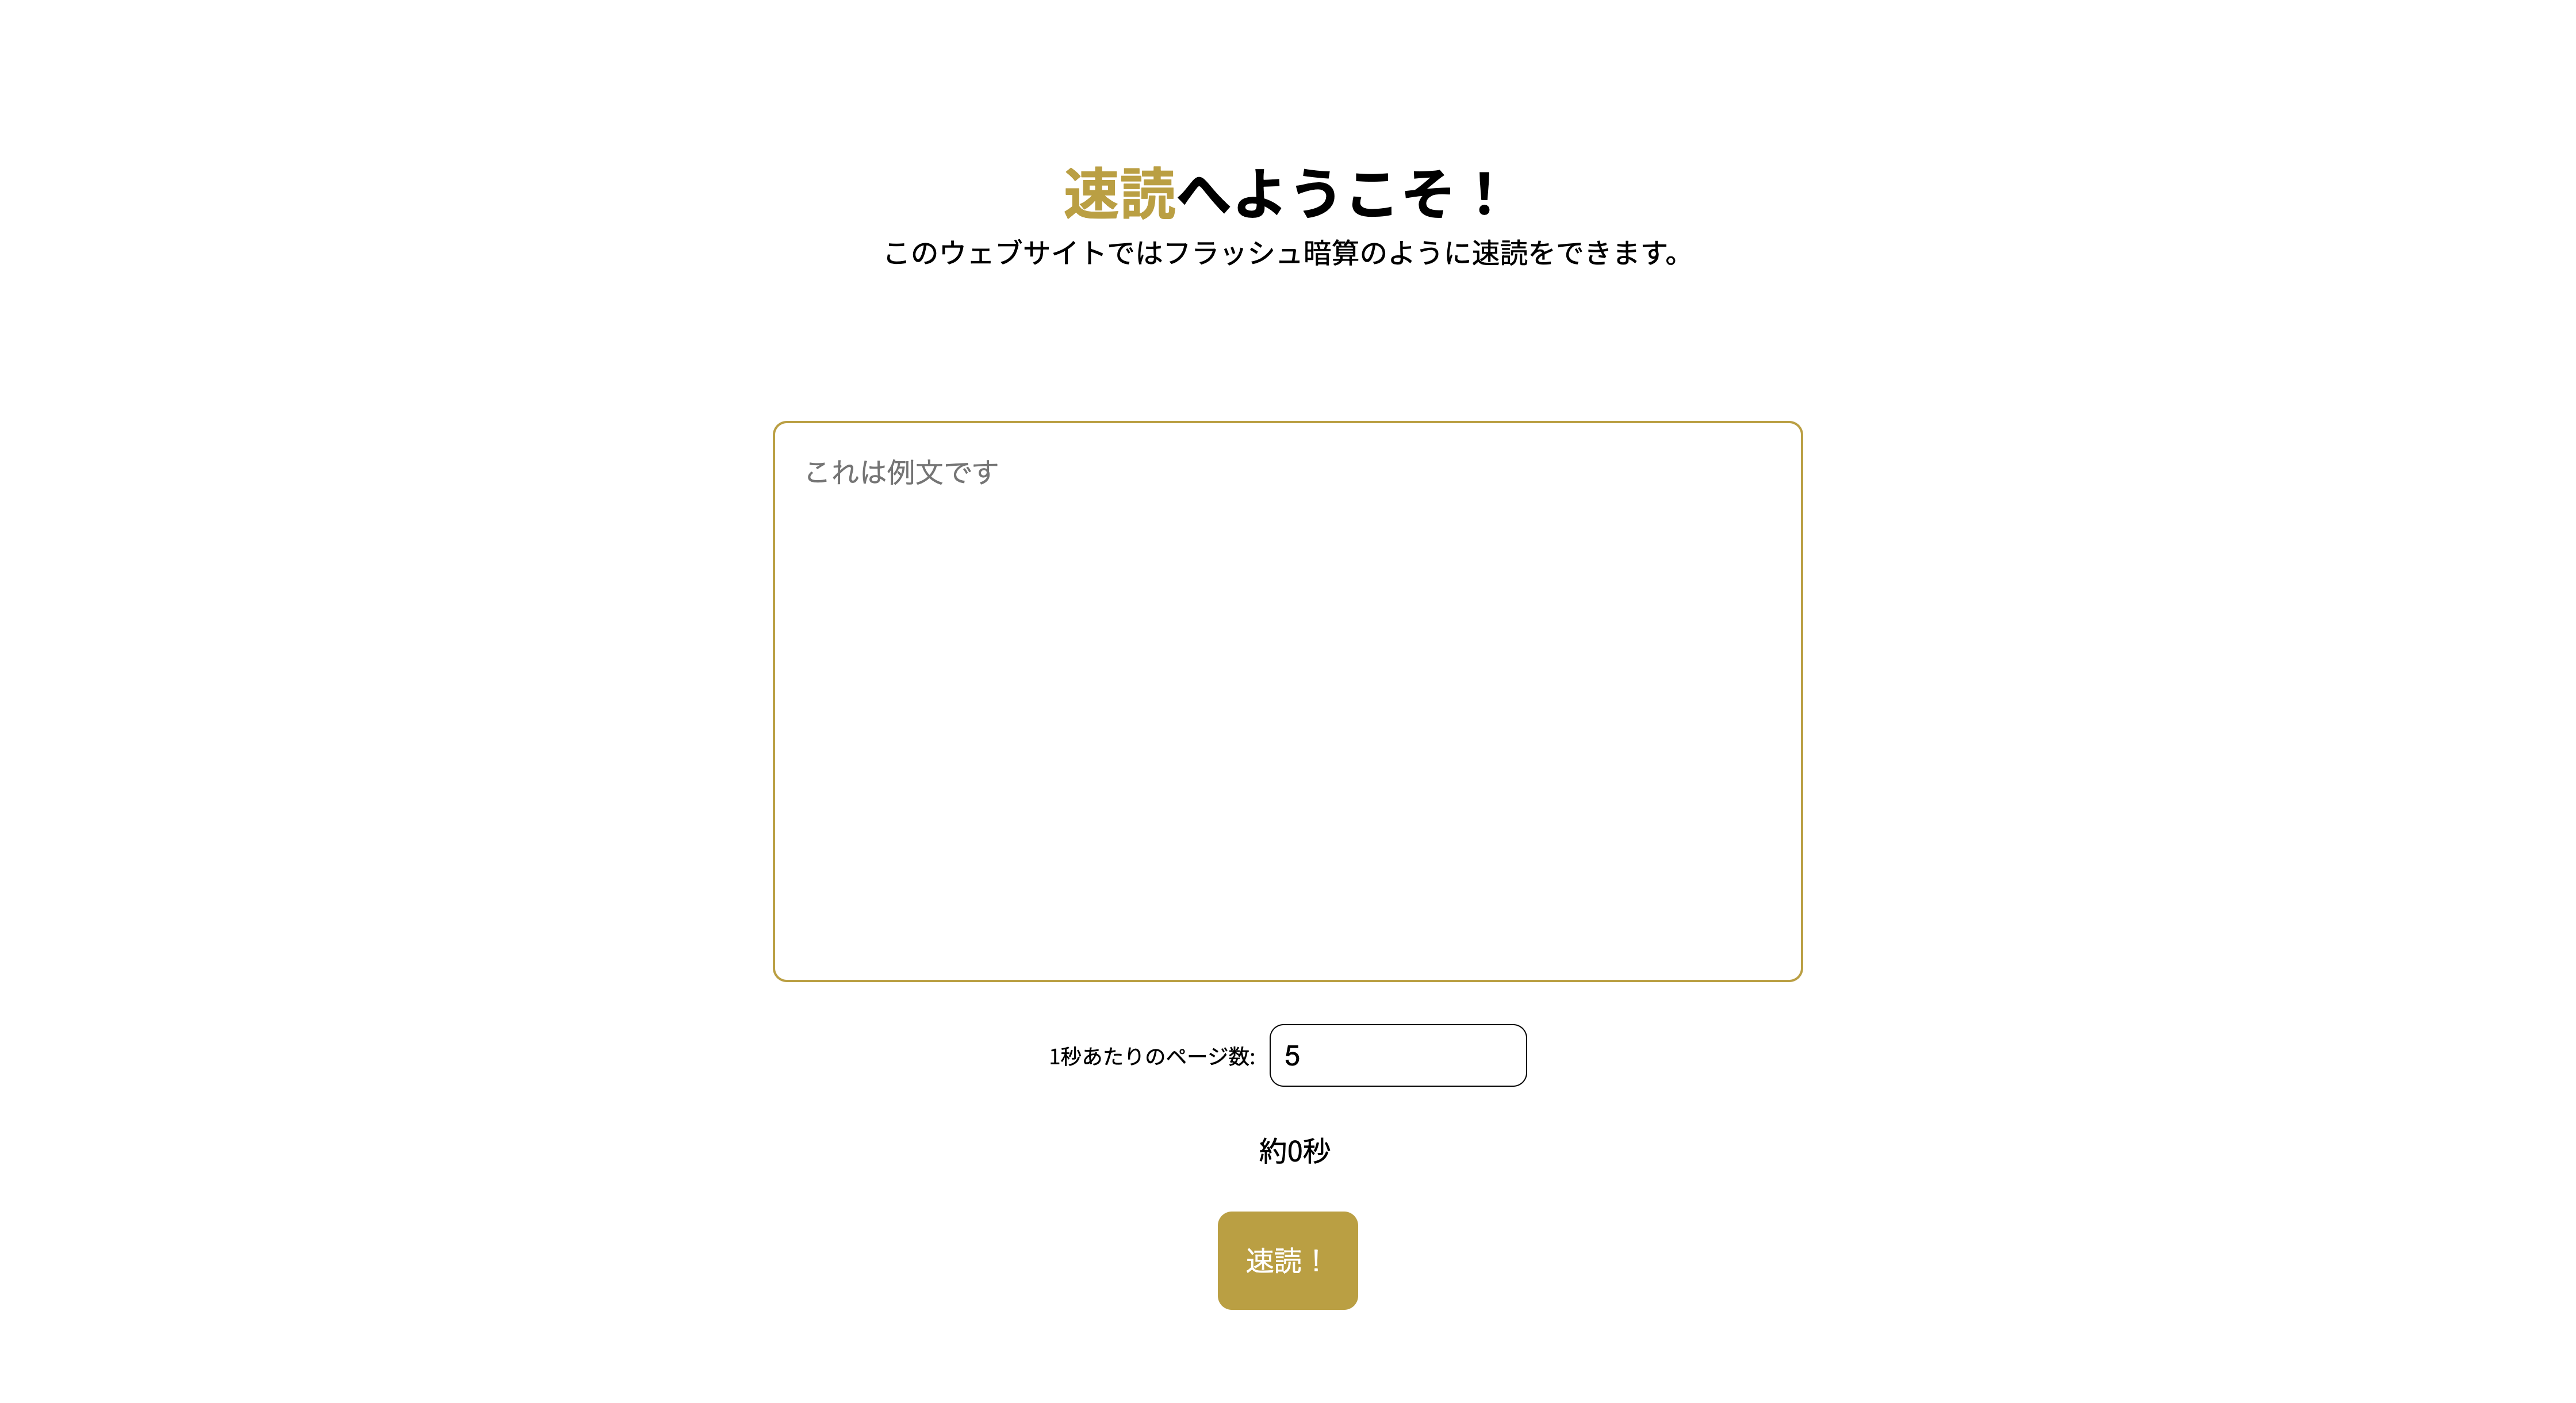 速読へようこそ！
このウェブサイトではフラッシュ暗算のように速読をできます。
これは例文です
1秒あたりのページ数: 5
約0秒
速読！